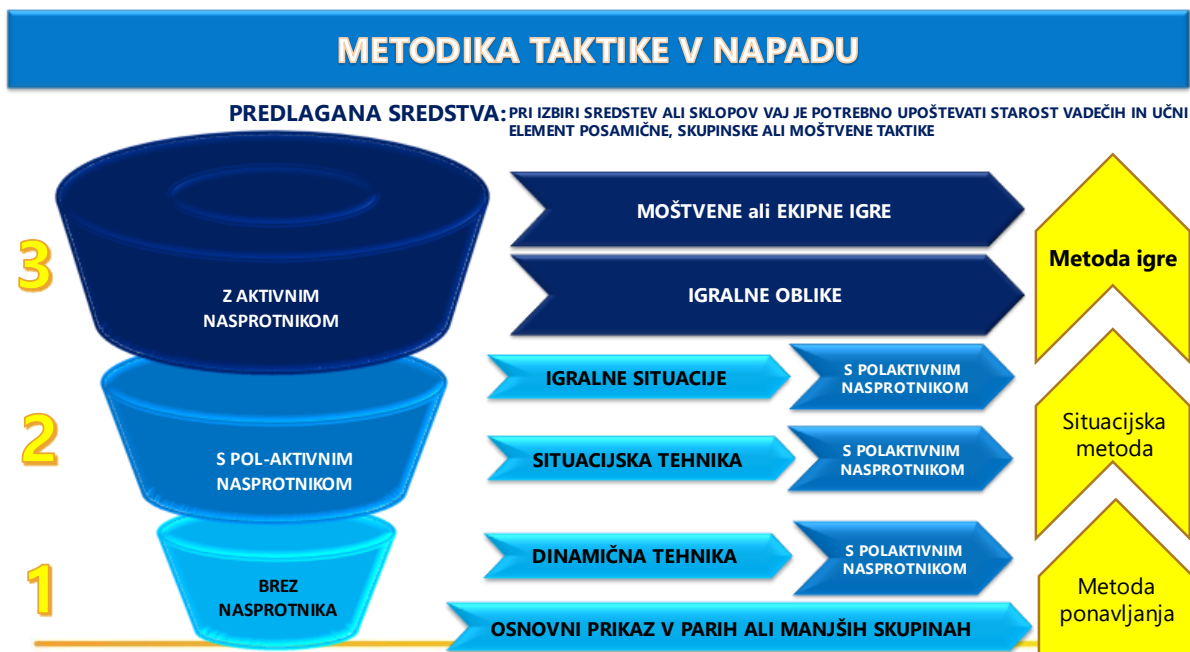 METODIKA TAKTIKE V NAPADU
PREDLAGANA SREDSTVA: PRI IZBIRI SREDSTEV ALI SKLOPOV VAJ JE POTREBNO UPOŠTEVATI STAROST VADEČIH IN UČNI
ELEMENT POSAMIČNE, SKUPINSKE ALI MOŠTVENE TAKTIKE
3
Z AKTIVNIM
NASPROTNIKOM
MOŠTVENE ali EKIPNE IGRE
IGRALNE OBLIKE
Metoda igre
2
S POL-AKTIVNIM
NASPROTNIKOM
IGRALNE SITUACIJE
S POLAKTIVNIM
NASPROTNIKOM
SITUACIJSKA TEHNIKA
S POLAKTIVNIM
NASPROTNIKOM
Situacijska
metoda
1
BREZ
NASPROTNIKA
DINAMIČNA TEHNIKA
S POLAKTIVNIM
NASPROTNIKOM
OSNOVNI PRIKAZ V PARIH ALI MANJŠIH SKUPINAH
Metoda
ponavljanja